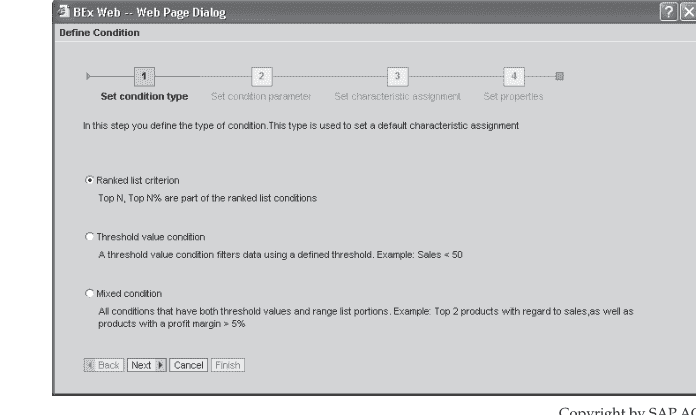 BEx Web -- Web Page Dialog
Define Condition
1 2 3 4
Set condition type Set condition parameter Set characteristic assignment Set properties
In this step you define the type of condition.This type is used to set a default characteristic assignment
Ranked list criterion
Top N, Top N% are part of the ranked list conditions
Threshold value condition
A threshold value condition filters data using a defined threshold. Example: Sales < 50
Mixed condition
All conditions that have both threshold values and range list portions. Example: Top 2 products with regard to sales,as well as
products with a profit margin > 5%
Back Next Cancel Finish
Copyright by SAP AG